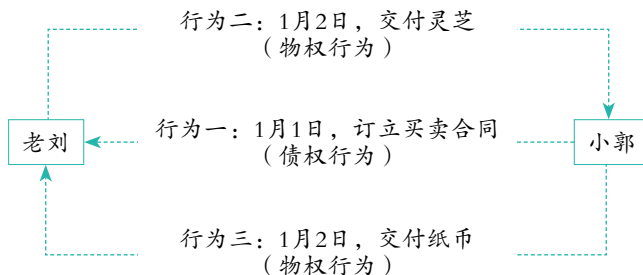 行为二：1月2日，交付灵芝
（物权行为）
老刘
行为一：1月1日，订立买卖合同
（债权行为）
小郭
行为三：1月2日，交付纸币
（物权行为）